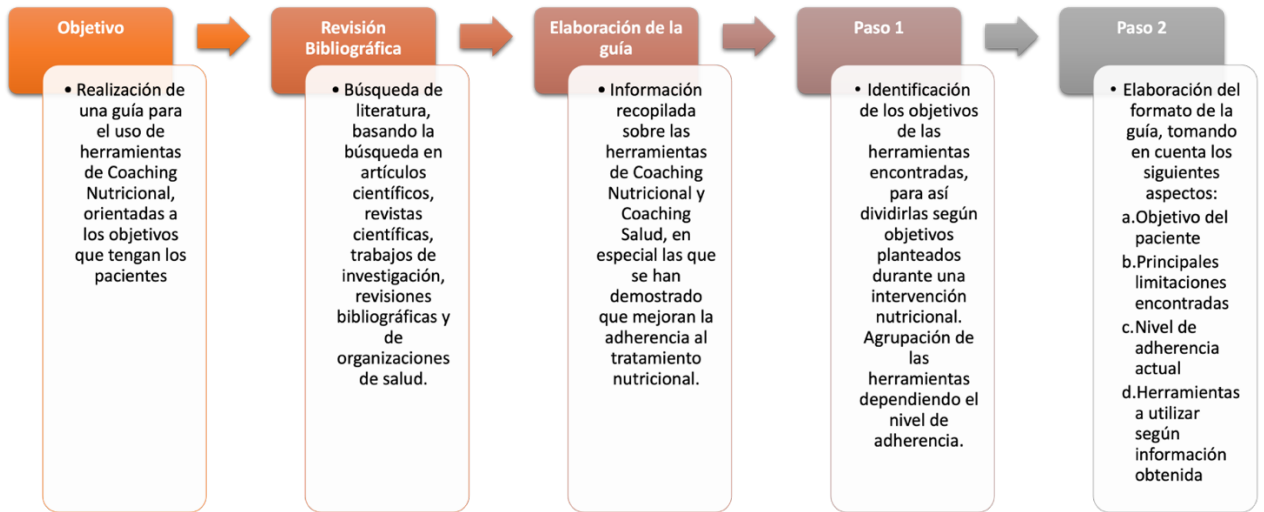 Objetivo
• Realización de
una guía para
el uso de
herramientas
de Coaching
Nutricional,
orientadas a
los objetivos
que tengan los
pacientes
Revisión
Bibliográfica
• Búsqueda de
literatura,
basando la
búsqueda en
artículos
científicos,
revistas
científicas,
trabajos de
investigación,
revisiones
bibliográficas y
de
organizaciones
de salud.
Elaboración de la
guía
• Información
recopilada
sobre las
herramientas
de Coaching
Nutricional y
Coaching
Salud, en
especial las que
se han
demostrado
que mejoran la
adherencia al
tratamiento
nutricional.
Paso 1
• Identificación
de los objetivos
de las
herramientas
encontradas,
para así
dividirlas según
objetivos
planteados
durante una
intervención
nutricional.
Agrupación de
las
herramientas
dependiendo el
nivel de
adherencia.
Paso 2
• Elaboración del
formato de la
guía, tomando
en cuenta los
siguientes
aspectos:
a.Objetivo del
paciente
b.Principales
limitaciones
encontradas
c.Nivel de
adherencia
actual
d.Herramientas
a utilizar
según
información
obtenida